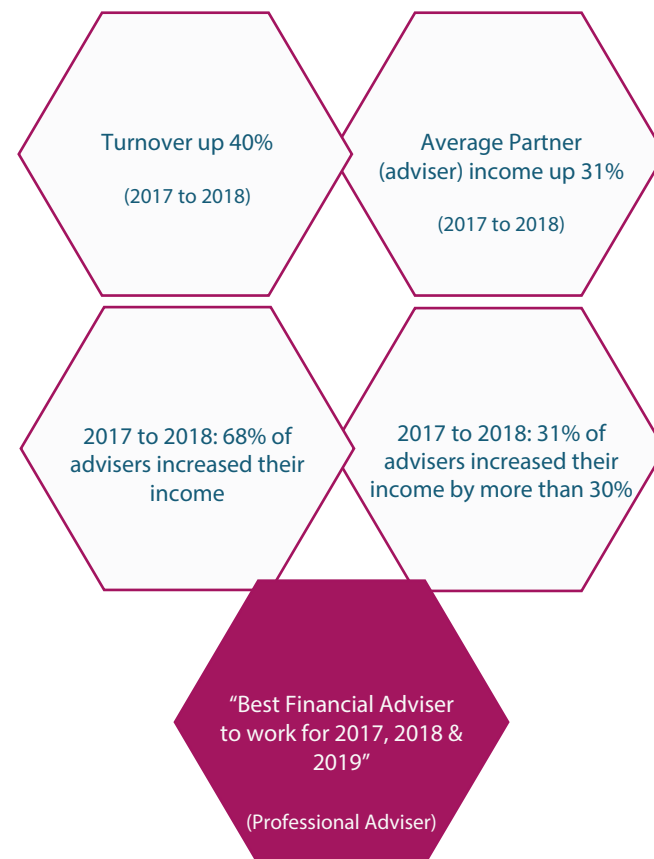 Turnover up 40%
(2017 to 2018)
Average Partner
(adviser) income up 31%
(2017 to 2018)
2017 to 2018: 68% of
advisers increased their
income
2017 to 2018: 31% of
advisers increased their
income by more than 30%
“Best Financial Adviser
to work for 2017, 2018 &
2019”
(Professional Adviser)